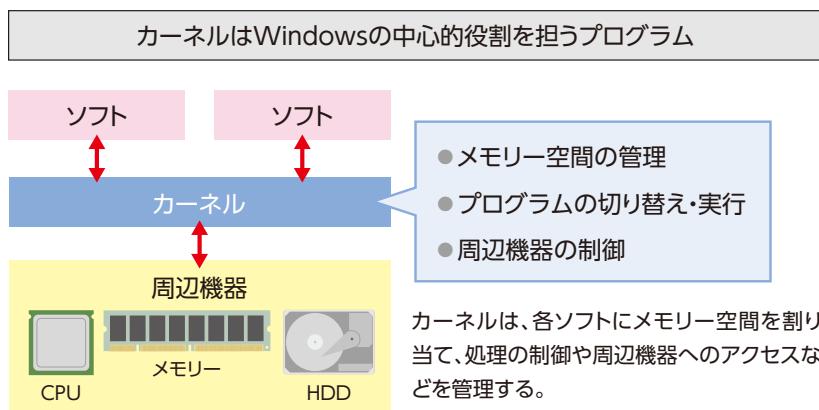 カーネルはWindowsの中心的役割を担うプログラム
ソフト
ソフト
カーネル
●メモリー空間の管理
●プログラムの切り替え・実行
●周辺機器の制御
周辺機器
CPU
メモリー
HDD
カーネルは、各ソフトにメモリー空間を割り
当て、処理の制御や周辺機器へのアクセスな
どを管理する。